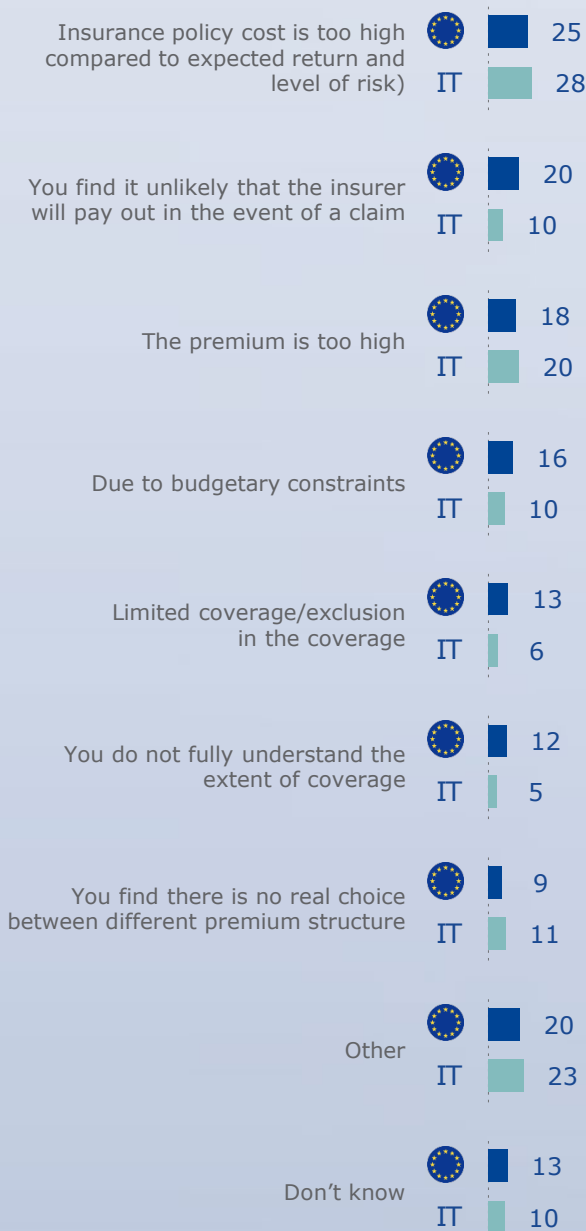 Insurance policy cost is too high
compared to expected return and
level of risk)
25
IT 28
You find it unlikely that the insurer
will pay out in the event of a claim
20
IT 10
The premium is too high
18
IT 20
Due to budgetary constraints
16
IT 10
Limited coverage/exclusion
in the coverage
13
IT 6
You do not fully understand the
extent of coverage
12
IT 5
You find there is no real choice
between different premium structure
9
IT 11
Other
20
IT 23
Don’t know
13
IT 10